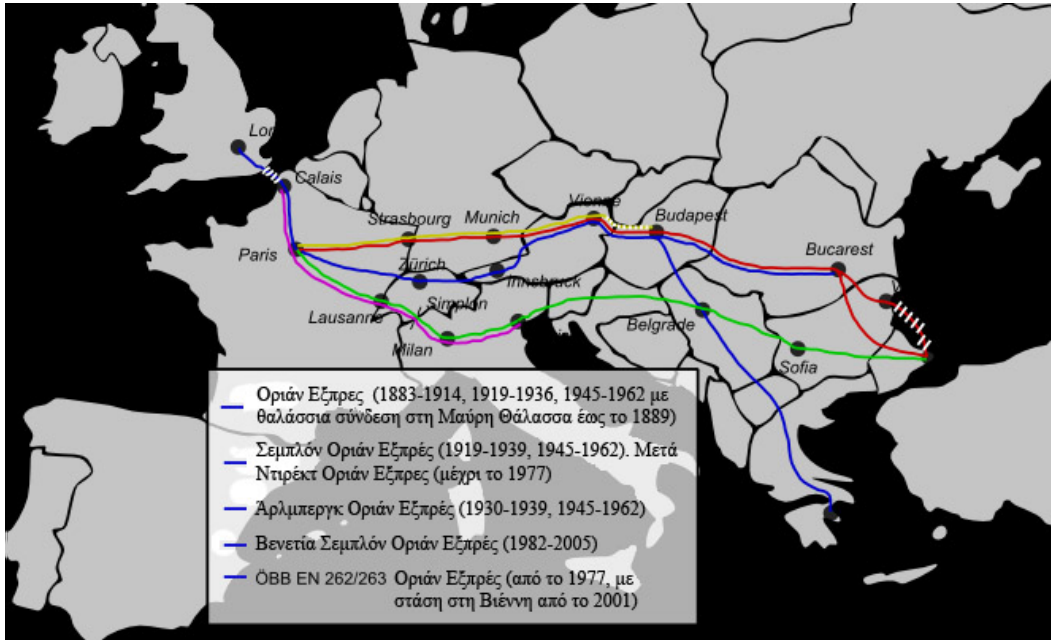 Calais
Strasbourg
Munich
Vienne
Budapest
Paris
Zürich
Innsbruck
Bucarest
Lausanne
Simplon
Milan
Belgrade
Sofia
Οριάν Εξπρες (1883-1914, 1919-1936, 1945-1962 με
θαλάσσια σύνδεση στη Μαύρη Θάλασσα έως το 1889)
Σεμπλόν Οριάν Εξπρές (1919-1939, 1945-1962). Μετά
Ντιρέκτ Οριάν Εξπρες (μέχρι το 1977)
Άρλμπεργκ Οριάν Εξπρές (1930-1939, 1945-1962)
Βενετία Σεμπλόν Οριάν Εξπρές (1982-2005)
ÖBB EN 262/263 Οριάν Εξπρές (από το 1977, με
στάση στη Βιέννη από το 2001)